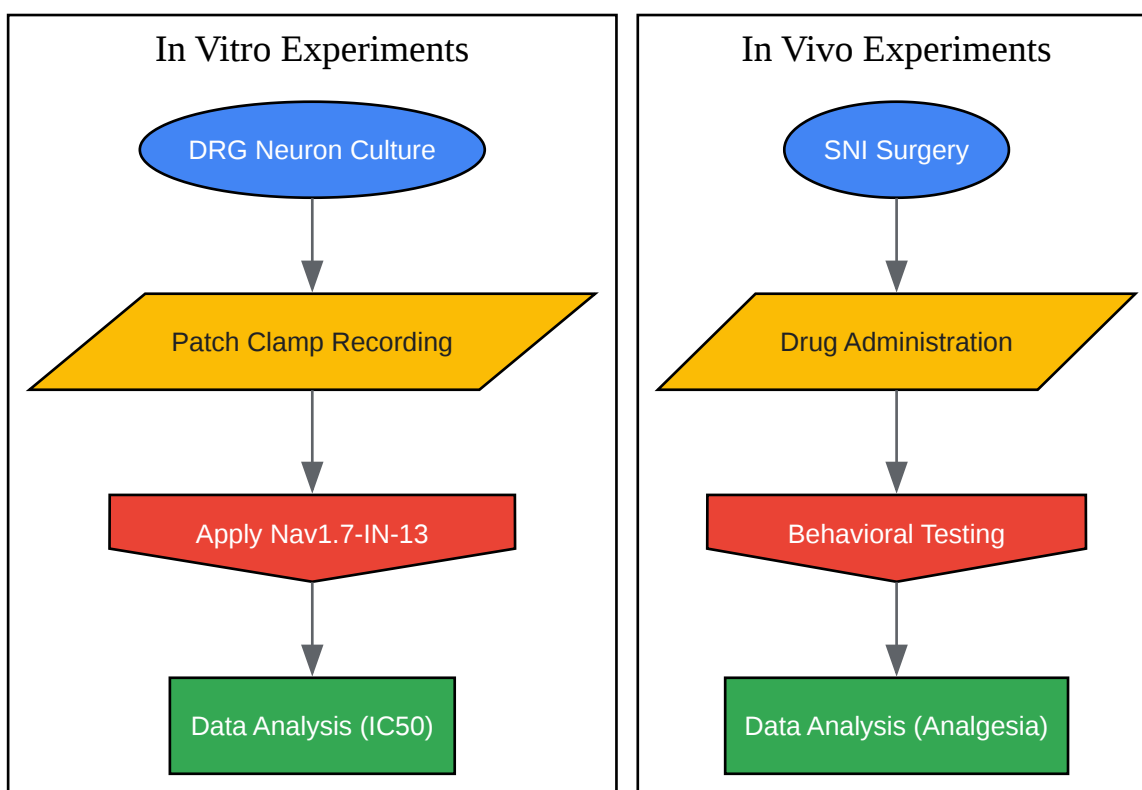 In Vitro Experiments
DRG Neuron Culture
Patch Clamp Recording
Apply Nav1.7-IN-13
Data Analysis (IC50)
In Vivo Experiments
SNI Surgery
Drug Administration
Behavioral Testing
Data Analysis (Analgesia)